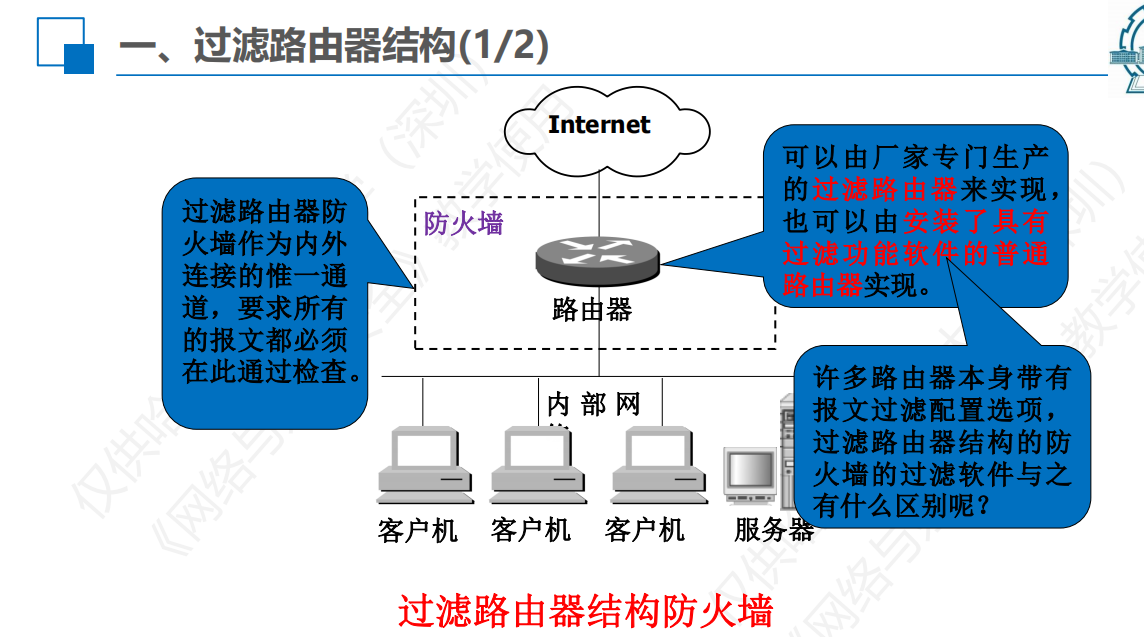 一、过滤路由器结构(1/2)
Internet
防火墙
路由器
过滤路由器防
火墙作为内外
连接的惟一通
道，要求所有
的报文都必须
在此通过检查。
可以由厂家专门生产
的过滤路由器来实现，
也可以由安装了具有
过滤功能软件的普通
路由器实现。
许多路由器本身带有
报文过滤配置选项，
过滤路由器结构的防
火墙的过滤软件与之
有什么区别呢？
内 部 网
客户机
客户机
客户机
服务器
过滤路由器结构防火墙